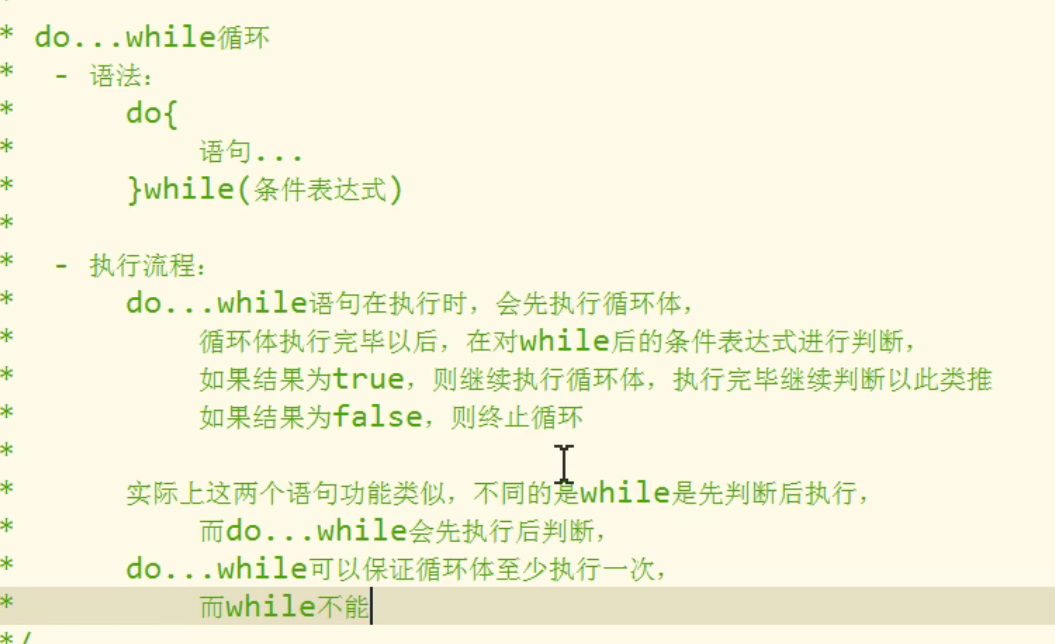 * do...while循环
*  - 语法：
*      do{
*          语句...
*      }while(条件表达式)
*
*  - 执行流程：
*      do...while语句在执行时，会先执行循环体，
*          循环体执行完毕以后，在对while后的条件表达式进行判断，
*          如果结果为true，则继续执行循环体，执行完毕继续判断以此类推
*          如果结果为false，则终止循环
*
*      实际上这两个语句功能类似，不同的是while是先判断后执行，
*          而do...while会先执行后判断，
*      do...while可以保证循环体至少执行一次，
*          而while不能
*/